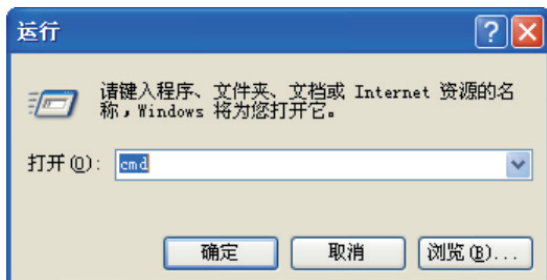 运行
请键入程序、文件夹、文档或 Internet 资源的名
称，Windows 将为您打开它。
打开(O): cmd
确定 取消 浏览(B)...